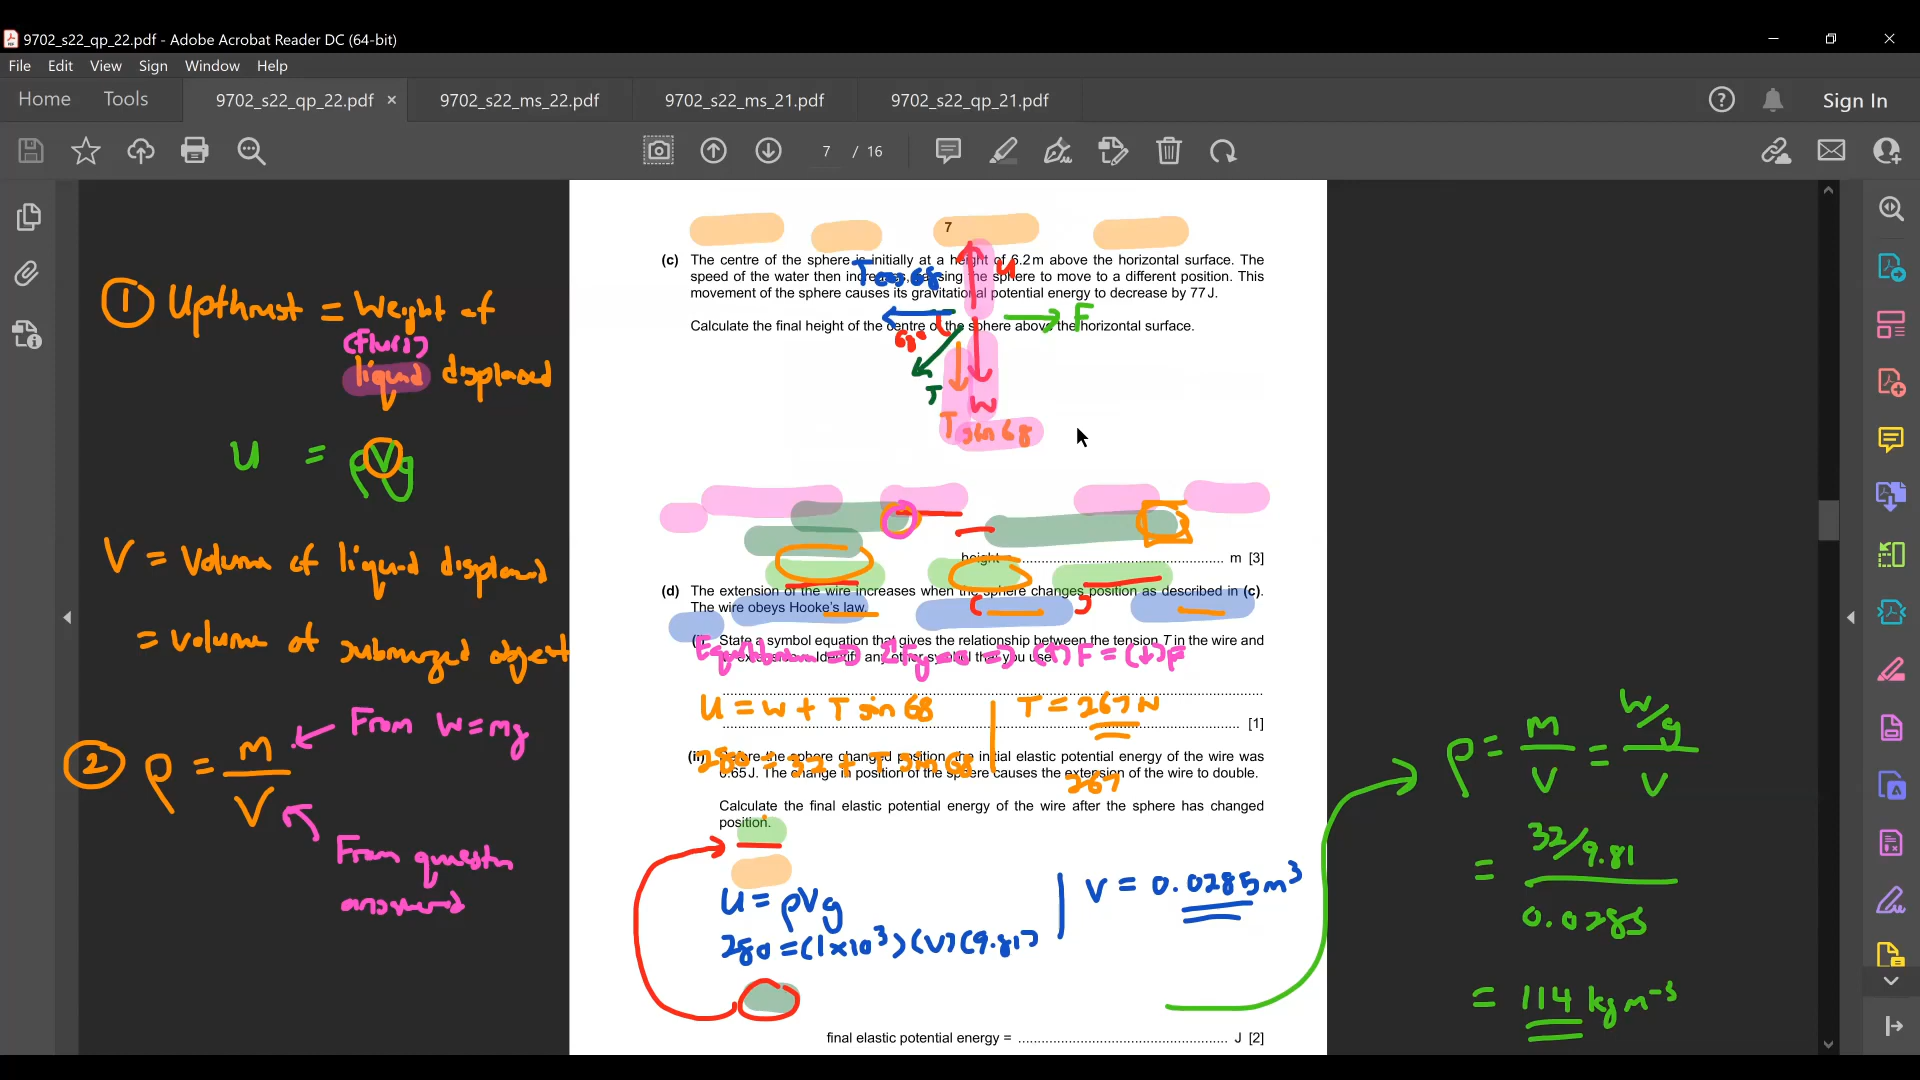 9702_s22_qp_22.pdf - Adobe Acrobat Reader DC (64-bit)
File Edit View Sign Window Help
Home Tools 9702_s22_qp_22.pdf × 9702_s22_ms_22.pdf 9702_s22_ms_21.pdf 9702_s22_qp_21.pdf Sign In
7 / 16
7
(c) The centre of the sphere is initially at a height of 6.2 m above the horizontal surface. The
speed of the water then increases, causing the sphere to move to a different position. This
movement of the sphere causes its gravitational potential energy to decrease by 77 J.
Calculate the final height of the centre of the sphere above the horizontal surface.
T cos 68
U
F
68°
T
W
T sin 68
height = ........ m [3]
(d) The extension of the wire increases when the sphere changes position as described in (c).
The wire obeys Hooke's law.
(i) State a symbol equation that gives the relationship between the tension T in the wire and
its extension x. Identify any other symbol that you use.
Equilibrium => ΣFy = 0 => (↑)F = (↓)F
[1]
U = W + T sin 68
T = 267 N
(ii) Before the sphere changed position, the initial elastic potential energy of the wire was
0.65 J. The change in position of the sphere causes the extension of the wire to double.
280 = 32 + T sin 68
267
Calculate the final elastic potential energy of the wire after the sphere has changed
position.
U = ρVg
280 = (1×10³)(V)(9.81)
V = 0.0285 m³
final elastic potential energy = ........ J [2]
① Upthrust = Weight of
(fluid)
liquid displaced
U = ρVg
V = Volume of liquid displaced
= volume of submerged object
② ρ = m/V
From W = mg
From question
answered
ρ = m/V = W/g / V
= 32/9.81 / 0.0285
= 114 kg m⁻³